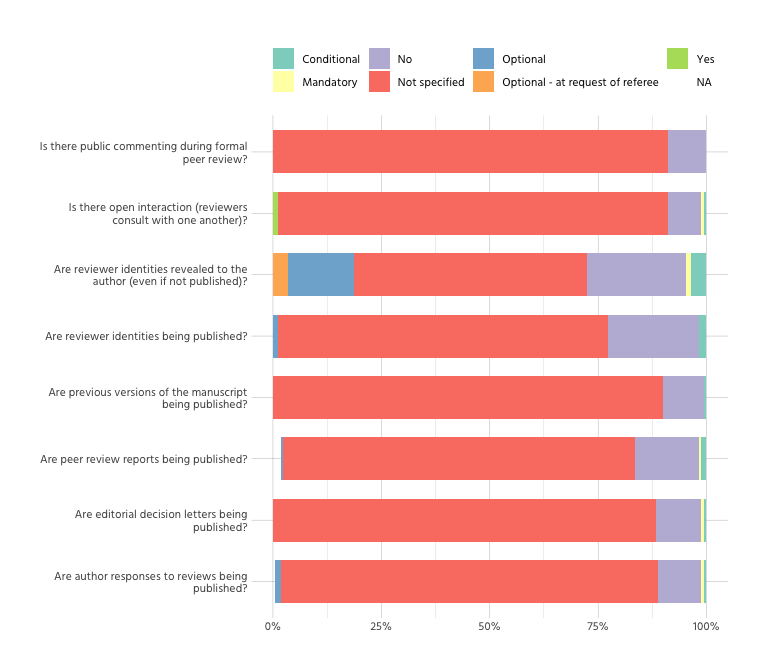 Conditional No Optional Yes
Mandatory Not specified Optional - at request of referee NA
Is there public commenting during formal
peer review?
Is there open interaction (reviewers
consult with one another)?
Are reviewer identities revealed to the
author (even if not published)?
Are reviewer identities being published?
Are previous versions of the manuscript
being published?
Are peer review reports being published?
Are editorial decision letters being
published?
Are author responses to reviews being
published?
0% 25% 50% 75% 100%